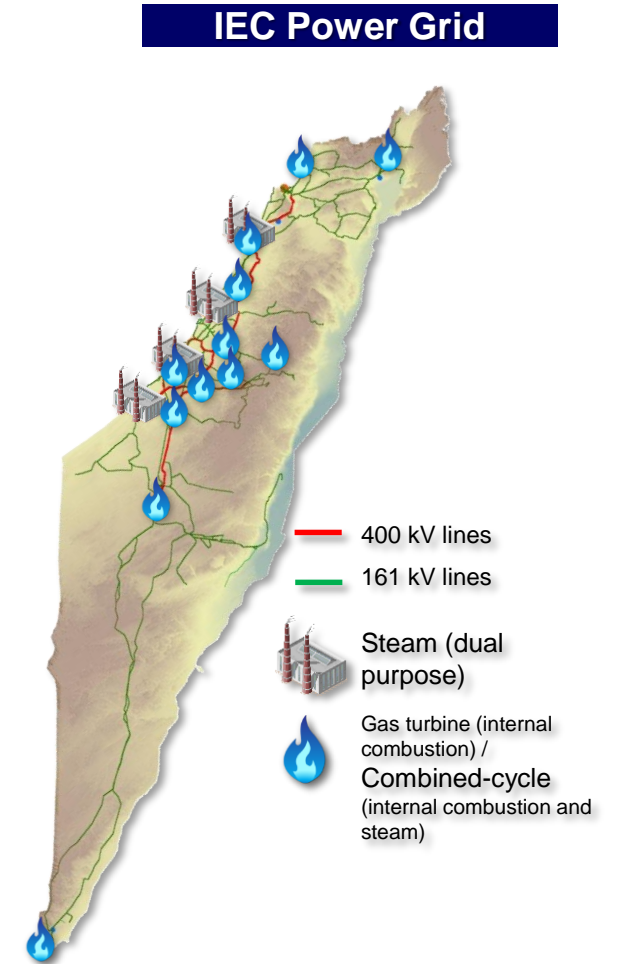 IEC Power Grid
400 kV lines
161 kV lines
Steam (dual
purpose)
Gas turbine (internal
combustion) /
Combined-cycle
(internal combustion and
steam)